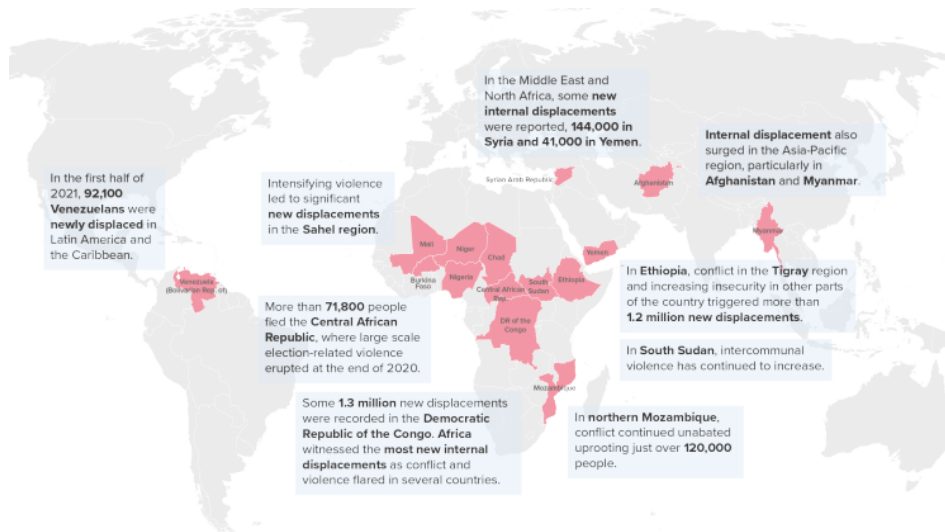 In the Middle East and
North Africa, some new
internal displacements
were reported, 144,000 in
Syria and 41,000 in Yemen.
Internal displacement also
surged in the Asia-Pacific
region, particularly in
Afghanistan and Myanmar.
In the first half of
2021, 92,100
Venezuelans were
newly displaced in
Latin America and
the Caribbean.
Intensifying violence
led to significant
new displacements
in the Sahel region.
Syrian Arab Republic
Afghanistan
Mali
Niger
Chad
Yemen
Myanmar
Venezuela
(Bolivarian Rep. of)
Burkina
Faso
Nigeria
Central African
Rep.
South
Sudan
Ethiopia
DR of the
Congo
Mozambique
In Ethiopia, conflict in the Tigray region
and increasing insecurity in other parts
of the country triggered more than
1.2 million new displacements.
More than 71,800 people
fled the Central African
Republic, where large scale
election-related violence
erupted at the end of 2020.
In South Sudan, intercommunal
violence has continued to increase.
Some 1.3 million new displacements
were recorded in the Democratic
Republic of the Congo. Africa
witnessed the most new internal
displacements as conflict and
violence flared in several countries.
In northern Mozambique,
conflict continued unabated
uprooting just over 120,000
people.